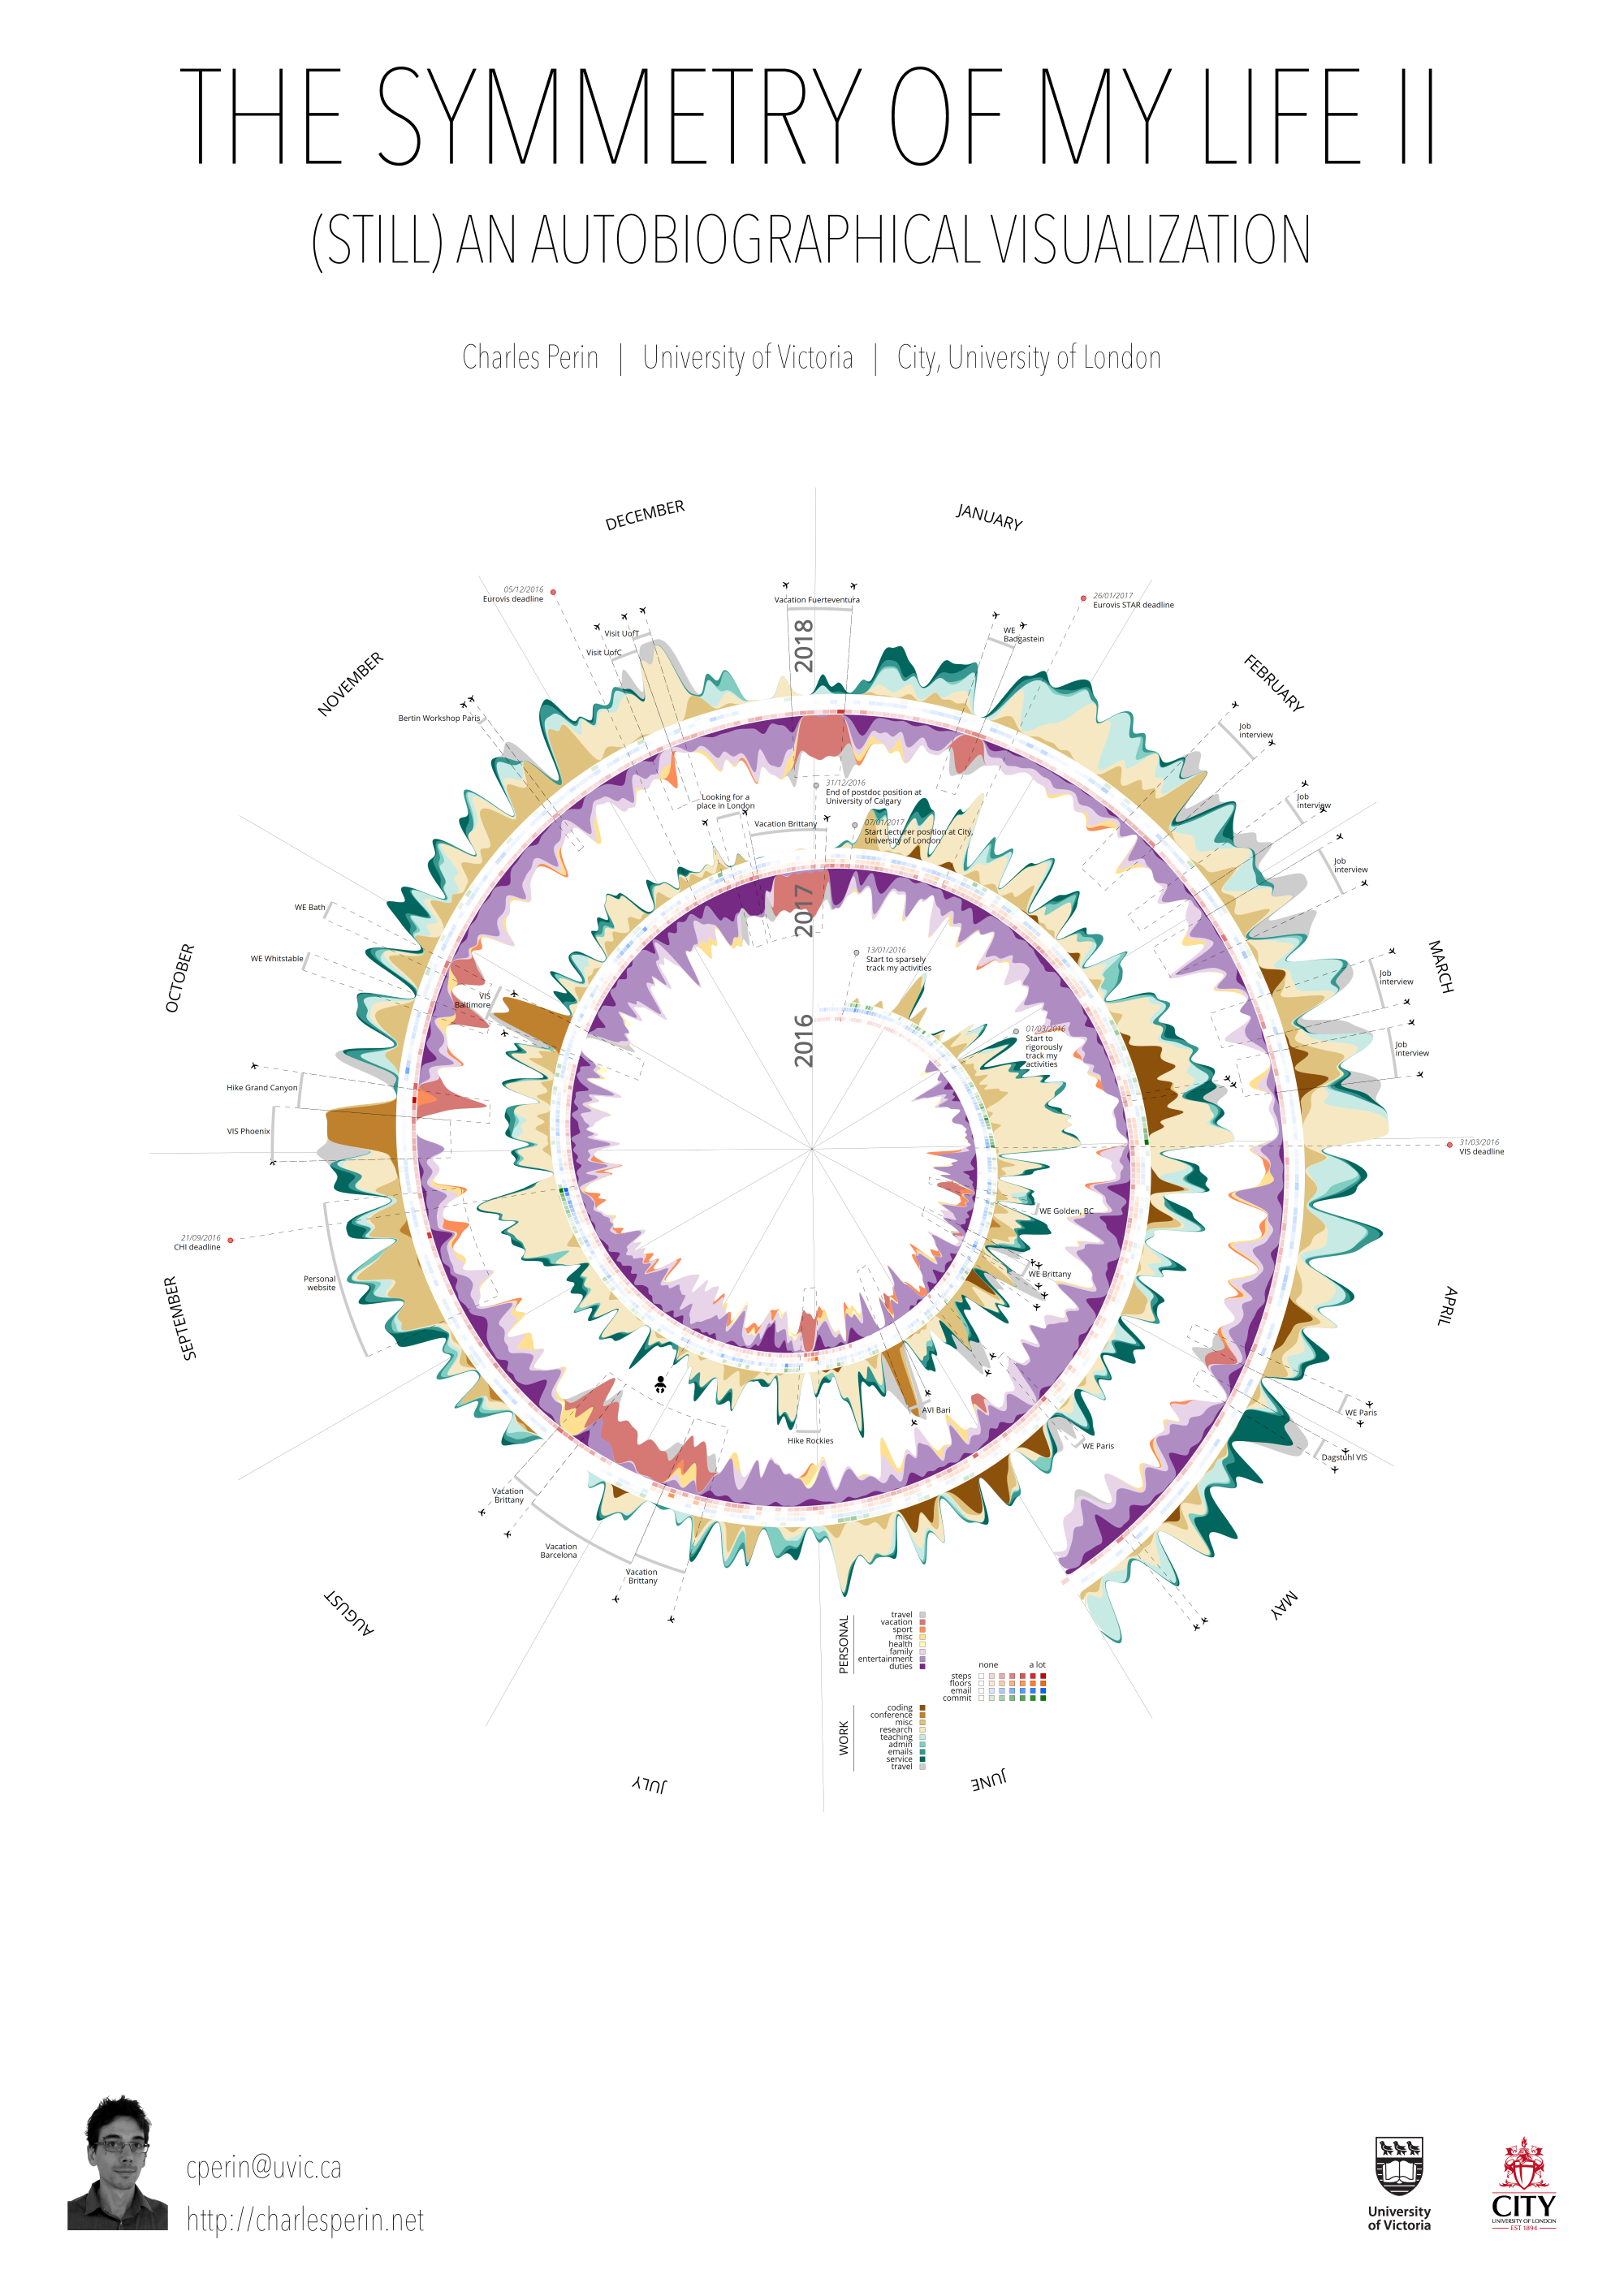 THE SYMMETRY OF MY LIFE II
(STILL) AN AUTOBIOGRAPHICAL VISUALIZATION
Charles Perin | University of Victoria | City, University of London
DECEMBER
JANUARY
05/12/2016
Eurovis deadline
Vacation Fuerteventura
26/01/2017
Eurovis STAR deadline
Visit UofT
Visit UofC
2018
WE
Badgastein
NOVEMBER
FEBRUARY
Bertin Workshop Paris
Job
interview
31/12/2016
End of postdoc position at
University of Calgary
Looking for a
place in London
Vacation Brittany
07/01/2017
Start Lecturer position at City,
University of London
Job
interview
Job
interview
WE Bath
2017
WE Whitstable
OCTOBER
MARCH
13/01/2016
Start to sparsely
track my activities
Job
interview
VIS
Baltimore
2016
01/03/2016
Start to
rigorously
track my
activities
Job
interview
Hike Grand Canyon
VIS Phoenix
31/03/2016
VIS deadline
WE Golden, BC
21/09/2016
CHI deadline
WE Brittany
Personal
website
SEPTEMBER
APRIL
AVI Bari
WE Paris
Hike Rockies
WE Paris
Dagstuhl VIS
Vacation
Brittany
Vacation
Barcelona
Vacation
Brittany
AUGUST
MAY
PERSONAL
travel
vacation
sport
misc
health
family
entertainment
duties
none a lot
steps
floors
email
commit
WORK
coding
conference
misc
research
teaching
admin
emails
service
travel
JULY
JUNE
cperin@uvic.ca
http://charlesperin.net
University
of Victoria
CITY
UNIVERSITY OF LONDON
EST 1894